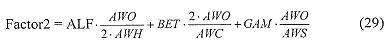 Factor2 = ALF · AWO / 2 · AWH + BET · 2 · AWO / AWC + GAM · AWO / AWS (29)